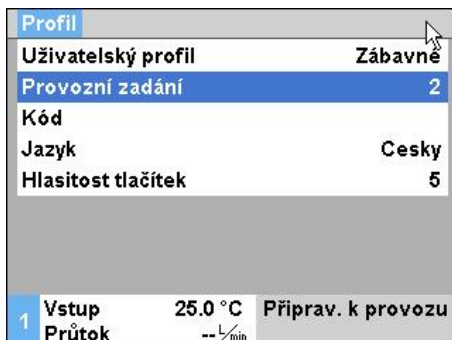 Profil
Uživatelský profil Zábavné
Provozní zadání 2
Kód
Jazyk Cesky
Hlasitost tlačítek 5
1 Vstup 25.0 °C Připrav. k provozu
Průtok -- L/min